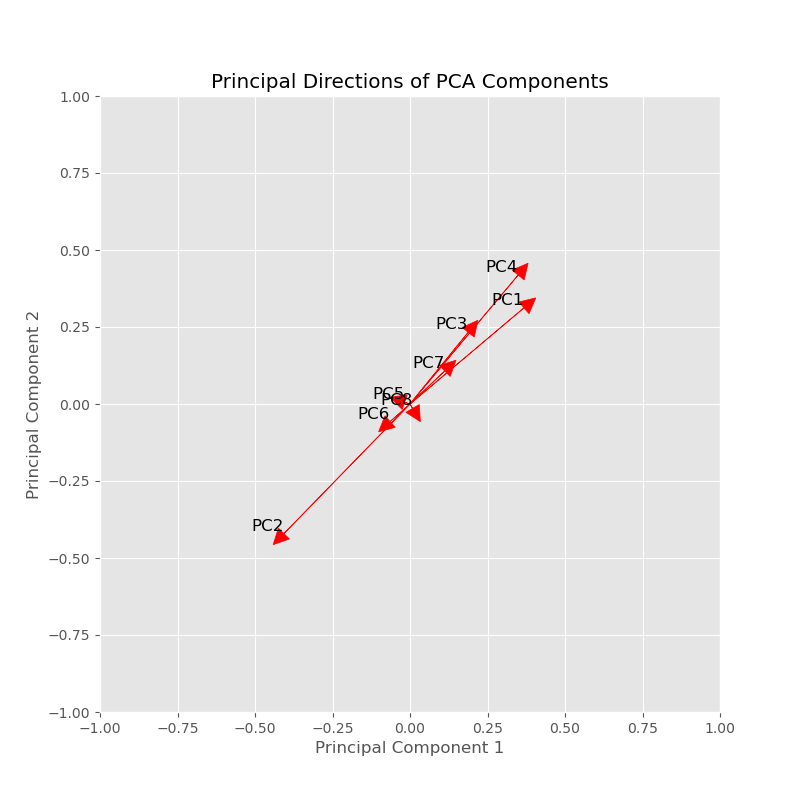 Principal Directions of PCA Components
1.00
0.75
0.50
0.25
0.00
−0.25
−0.50
−0.75
−1.00
Principal Component 2
PC4
PC1
PC3
PC7
PC5
PC8
PC6
PC2
−1.00 −0.75 −0.50 −0.25 0.00 0.25 0.50 0.75 1.00
Principal Component 1